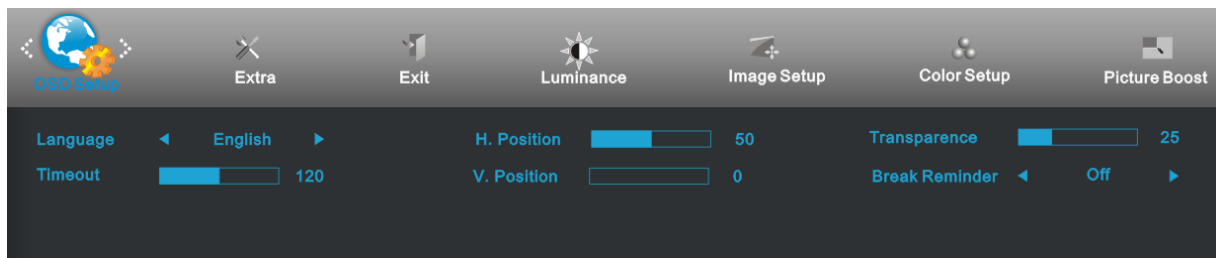 OSD Setup Extra Exit Luminance Image Setup Color Setup Picture Boost
Language English H. Position 50 Transparence 25
Timeout 120 V. Position 0 Break Reminder Off